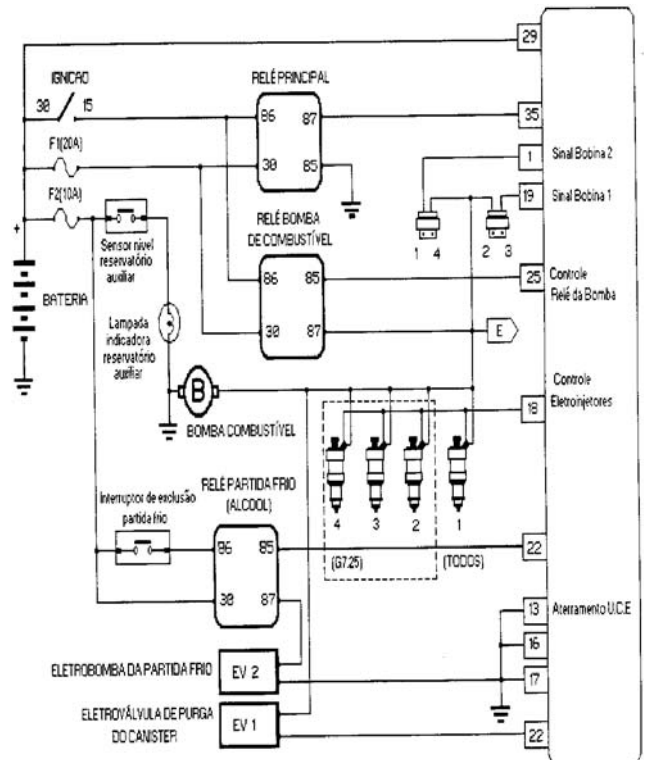 29
IGNICAO
30 15
RELÉ PRINCIPAL
86 87
35
F1(20A)
30 85
1 Sinal Bobina 2
F2(10A)
19 Sinal Bobina 1
+
Sensor nivel
reservatório
auxiliar
RELÉ BOMBA
DE COMBUSTÍVEL
1 4
2 3
86 85
25 Controle
Relé da Bomba
BATERIA
Lampada
indicadora
reservatório
auxiliar
30 87
E
B
BOMBA COMBUSTÍVEL
Controle
Eletroinjetores
18
RELÉ PARTIDA FRIO
(ALCOOL)
Interruptor de exclusão
partida frio
4 3 2 1
(G7.25) (TODOS)
86 85
22
30 87
13 Aterramento U.C.E
16
ELETROBOMBA DA PARTIDA FRIO
EV 2
17
ELETROVÁLVULA DE PURGA
DO CANISTER
EV 1
22